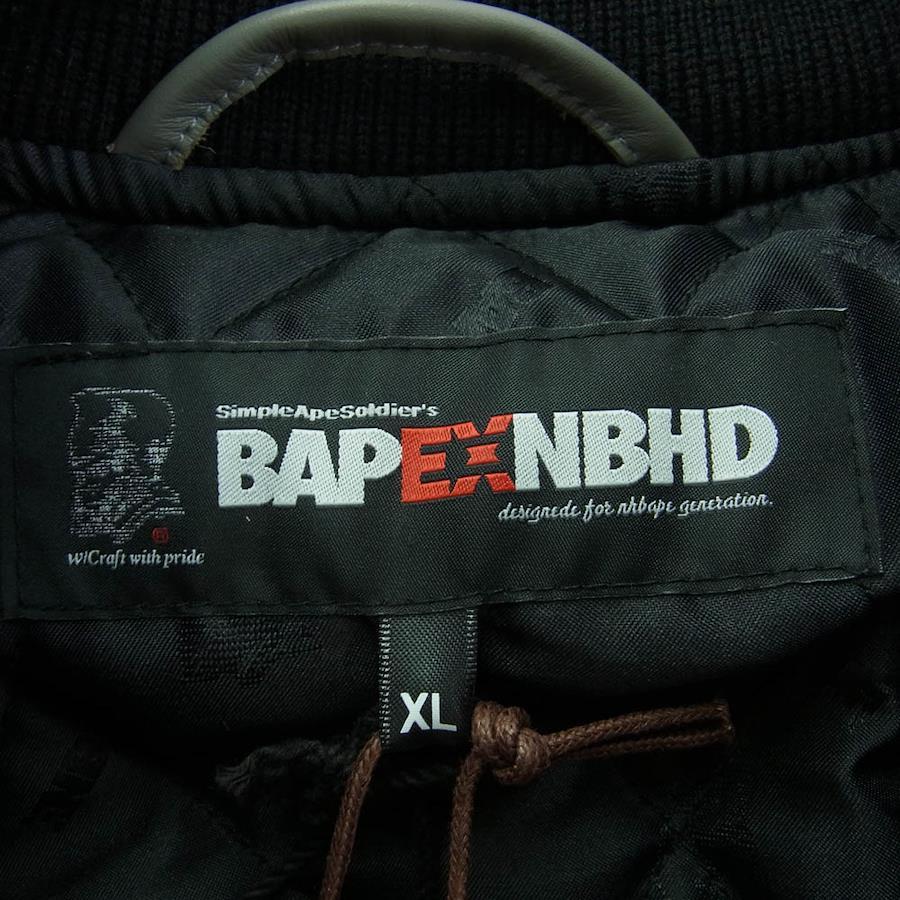 SimpleApeSoldier's
BAPEXNBHD
designede for nhbape generation.
w/Craft with pride
XL